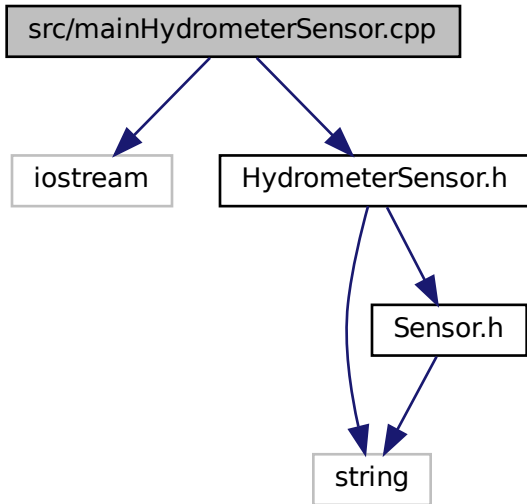 src/mainHydrometerSensor.cpp
iostream
HydrometerSensor.h
Sensor.h
string